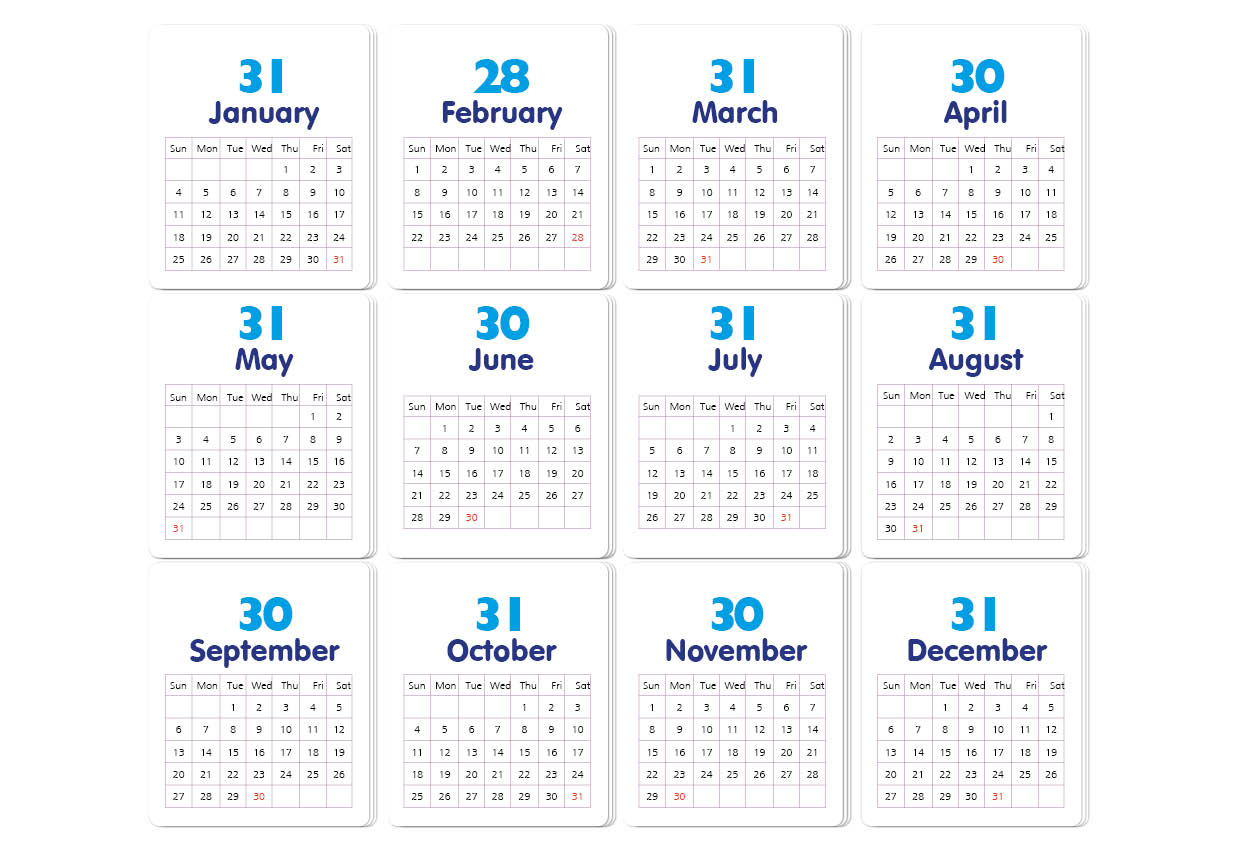 31
January
Sun Mon Tue Wed Thu Fri Sat
1 2 3
4 5 6 7 8 9 10
11 12 13 14 15 16 17
18 19 20 21 22 23 24
25 26 27 28 29 30 31
28
February
Sun Mon Tue Wed Thu Fri Sat
1 2 3 4 5 6 7
8 9 10 11 12 13 14
15 16 17 18 19 20 21
22 23 24 25 26 27 28
31
March
Sun Mon Tue Wed Thu Fri Sat
1 2 3 4 5 6 7
8 9 10 11 12 13 14
15 16 17 18 19 20 21
22 23 24 25 26 27 28
29 30 31
30
April
Sun Mon Tue Wed Thu Fri Sat
1 2 3 4
5 6 7 8 9 10 11
12 13 14 15 16 17 18
19 20 21 22 23 24 25
26 27 28 29 30
31
May
Sun Mon Tue Wed Thu Fri Sat
1 2
3 4 5 6 7 8 9
10 11 12 13 14 15 16
17 18 19 20 21 22 23
24 25 26 27 28 29 30
31
30
June
Sun Mon Tue Wed Thu Fri Sat
1 2 3 4 5 6
7 8 9 10 11 12 13
14 15 16 17 18 19 20
21 22 23 24 25 26 27
28 29 30
31
July
Sun Mon Tue Wed Thu Fri Sat
1 2 3 4
5 6 7 8 9 10 11
12 13 14 15 16 17 18
19 20 21 22 23 24 25
26 27 28 29 30 31
31
August
Sun Mon Tue Wed Thu Fri Sat
1
2 3 4 5 6 7 8
9 10 11 12 13 14 15
16 17 18 19 20 21 22
23 24 25 26 27 28 29
30 31
30
September
Sun Mon Tue Wed Thu Fri Sat
1 2 3 4 5
6 7 8 9 10 11 12
13 14 15 16 17 18 19
20 21 22 23 24 25 26
27 28 29 30
31
October
Sun Mon Tue Wed Thu Fri Sat
1 2 3
4 5 6 7 8 9 10
11 12 13 14 15 16 17
18 19 20 21 22 23 24
25 26 27 28 29 30 31
30
November
Sun Mon Tue Wed Thu Fri Sat
1 2 3 4 5 6 7
8 9 10 11 12 13 14
15 16 17 18 19 20 21
22 23 24 25 26 27 28
29 30
31
December
Sun Mon Tue Wed Thu Fri Sat
1 2 3 4 5
6 7 8 9 10 11 12
13 14 15 16 17 18 19
20 21 22 23 24 25 26
27 28 29 30 31